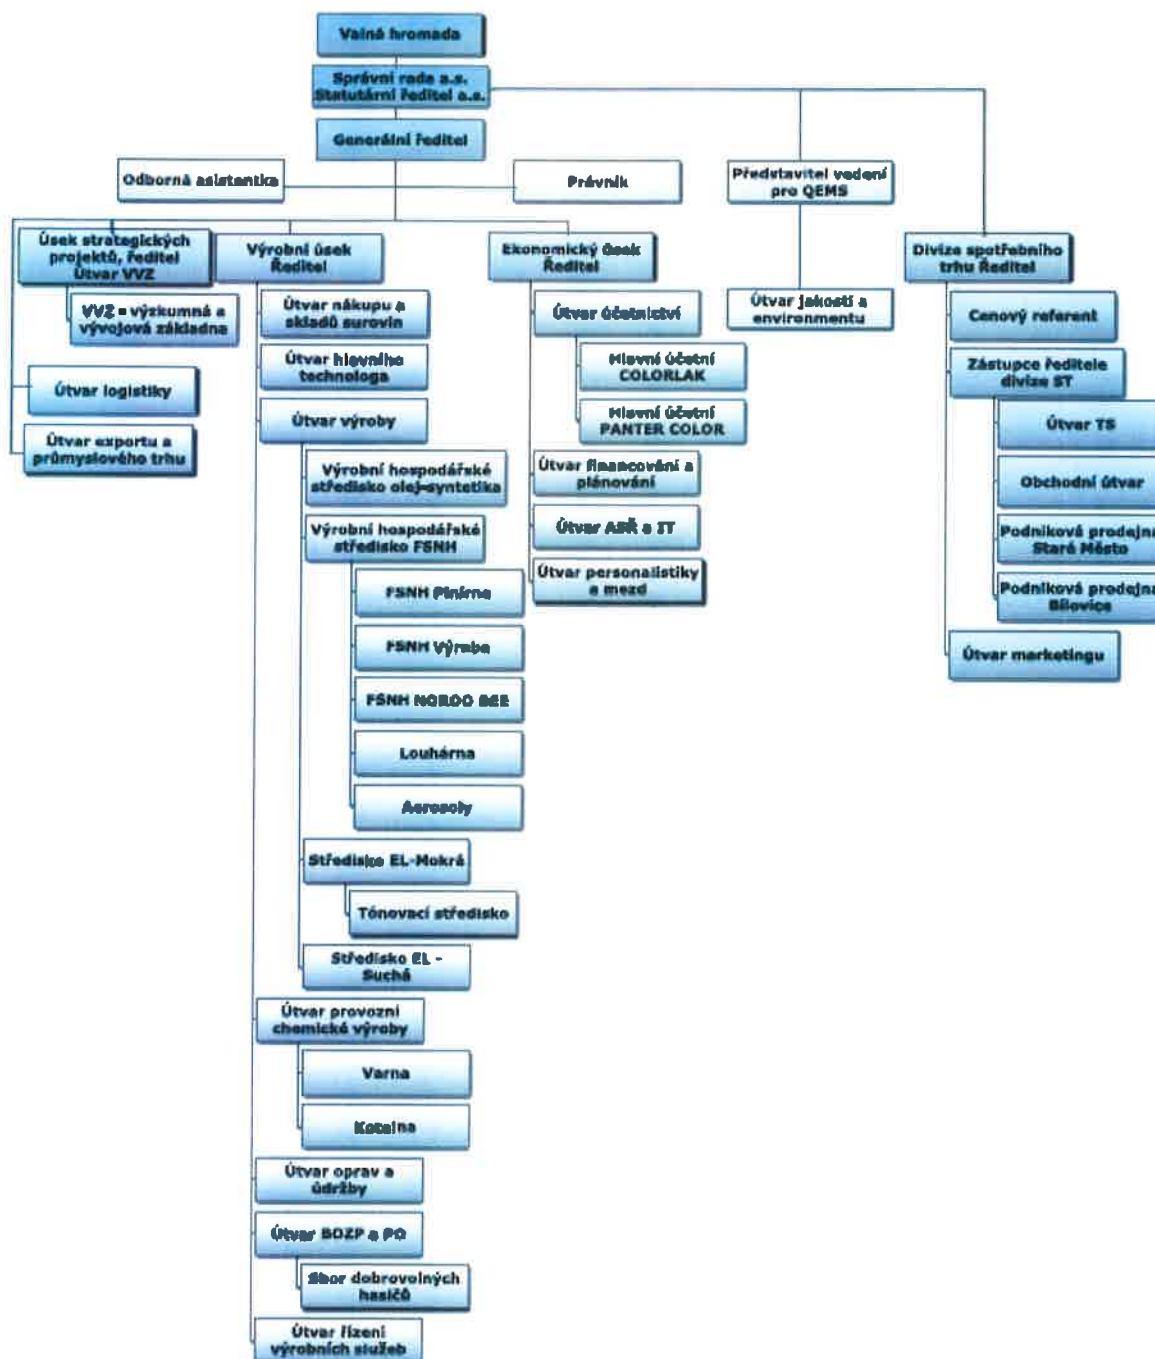 Valná hromada
Správní rada a.s.
Statutární ředitel a.s.
Generální ředitel
Odborná asistentka
Právník
Představitel vedení
pro QEMS
Úsek strategických
projektů, ředitel
Útvar VVZ
Výrobní úsek
Ředitel
Ekonomický úsek
Ředitel
Divize spotřebního
trhu Ředitel
VVZ = výzkumná a
vývojová základna
Útvar nákupu a
skladů surovin
Útvar účetnictví
Útvar jakosti a
environmentu
Cenový referent
Útvar hlavního
technologa
Hlavní účetní
COLORLAK
Zástupce ředitele
divize ST
Útvar logistiky
Útvar výroby
Hlavní účetní
PANTER COLOR
Útvar TS
Útvar exportu a
průmyslového trhu
Výrobní hospodářské
středisko olej-syntetika
Útvar financování a
plánování
Obchodní útvar
Výrobní hospodářské
středisko FSNH
Útvar ASŘ a IT
Podniková prodejna
Staré Město
FSNH Plnírna
Útvar personalistiky
a mezd
Podniková prodejna
Bílovice
FSNH Výroba
Útvar marketingu
FSNH NOROO BEE
Louhárna
Aerosoly
Středisko EL-Mokrá
Tónovací středisko
Středisko EL -
Suchá
Útvar provozní
chemické výroby
Varna
Kotelna
Útvar oprav a
údržby
Útvar BOZP a PO
Sbor dobrovolných
hasičů
Útvar řízení
výrobních služeb